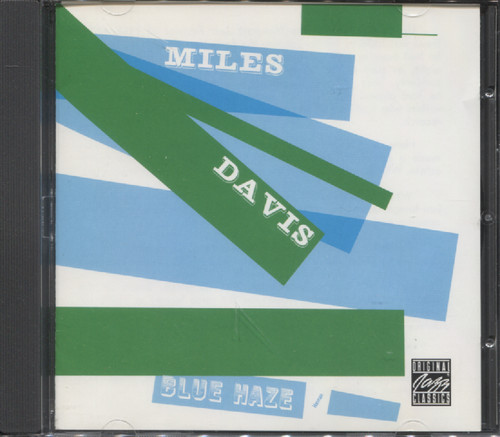 MILES
DAVIS
BLUE HAZE
ORIGINAL
Jazz
CLASSICS